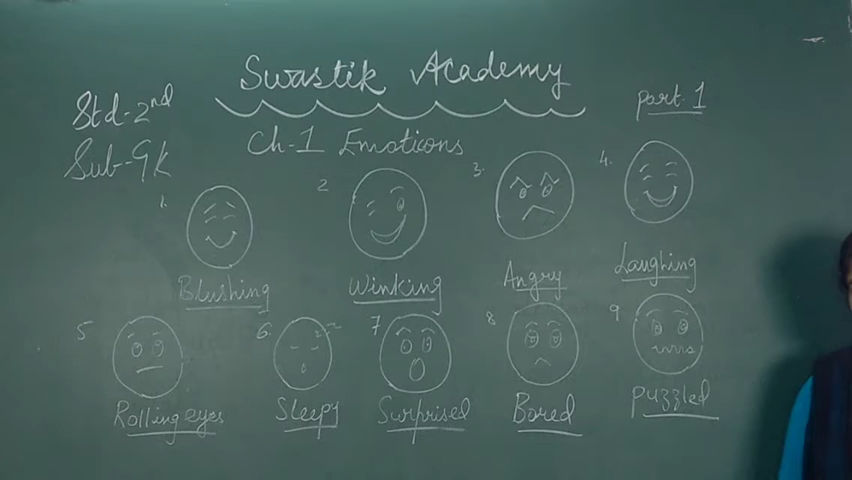 Swastik Academy
Std-2nd
part-1
Sub-Gk
Ch-1 Emoticons
1.
2
3.
4.
Blushing
Winking
Angry
Laughing
5
6
7
8
9
Rolling eyes
Sleepy
Surprised
Bored
Puzzled